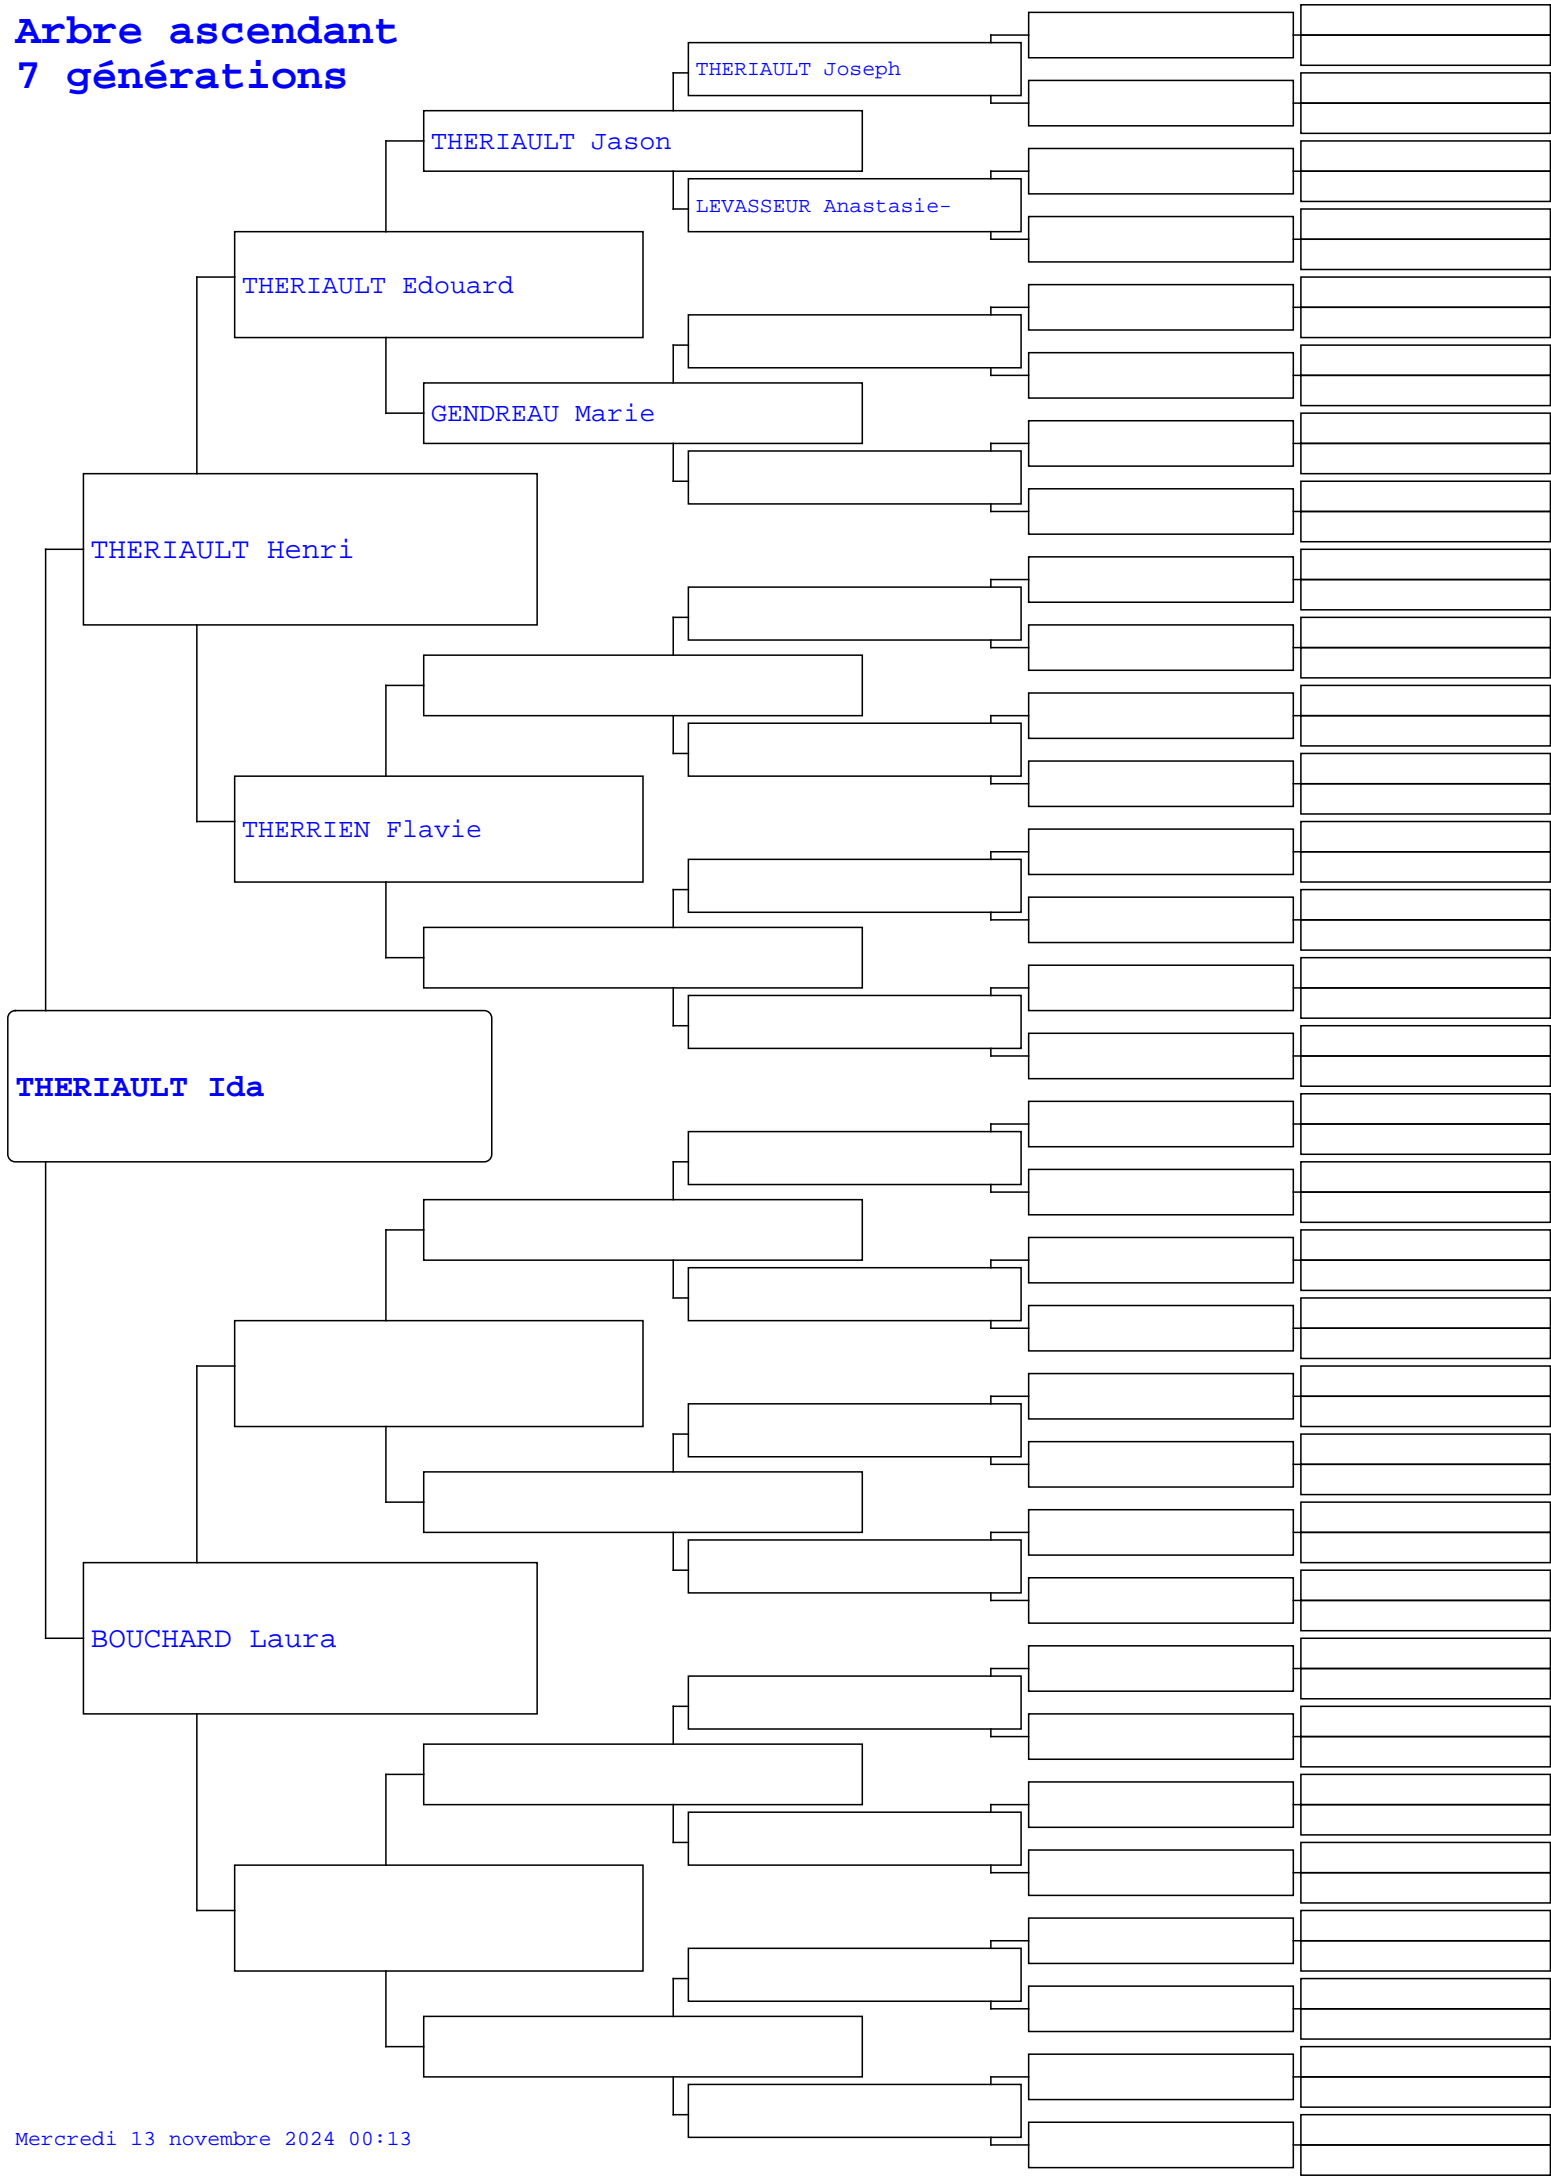 Arbre ascendant
7 générations
THERIAULT Joseph
THERIAULT Jason
LEVASSEUR Anastasie-
THERIAULT Edouard
GENDREAU Marie
THERIAULT Henri
THERRIEN Flavie
THERIAULT Ida
BOUCHARD Laura
Mercredi 13 novembre 2024 00:13